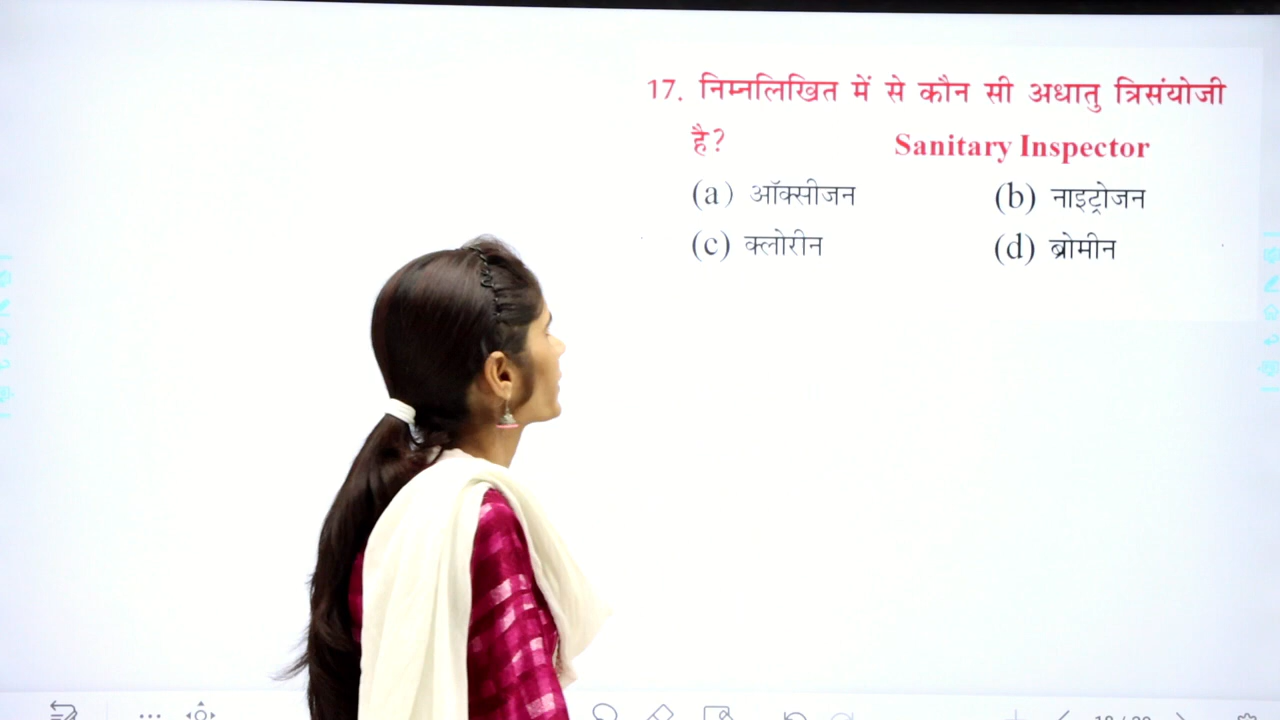 17. निम्नलिखित में से कौन सी अधातु त्रिसंयोजी
है? Sanitary Inspector
(a) ऑक्सीजन (b) नाइट्रोजन
(c) क्लोरीन (d) ब्रोमीन